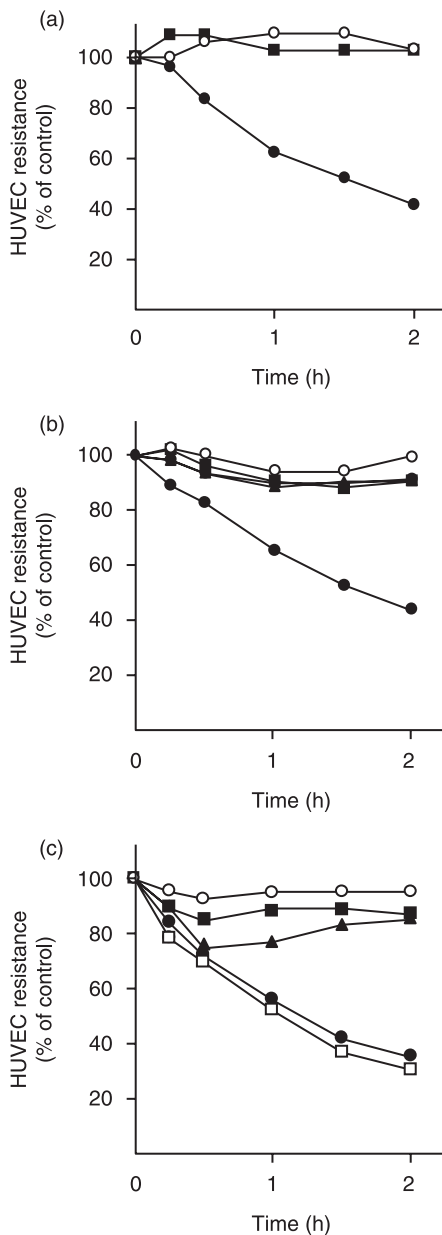 (a)
HUVEC resistance
(% of control)
100
80
60
40
20
0
1
2
Time (h)
(b)
HUVEC resistance
(% of control)
100
80
60
40
20
0
1
2
Time (h)
(c)
HUVEC resistance
(% of control)
100
80
60
40
20
0
1
2
Time (h)